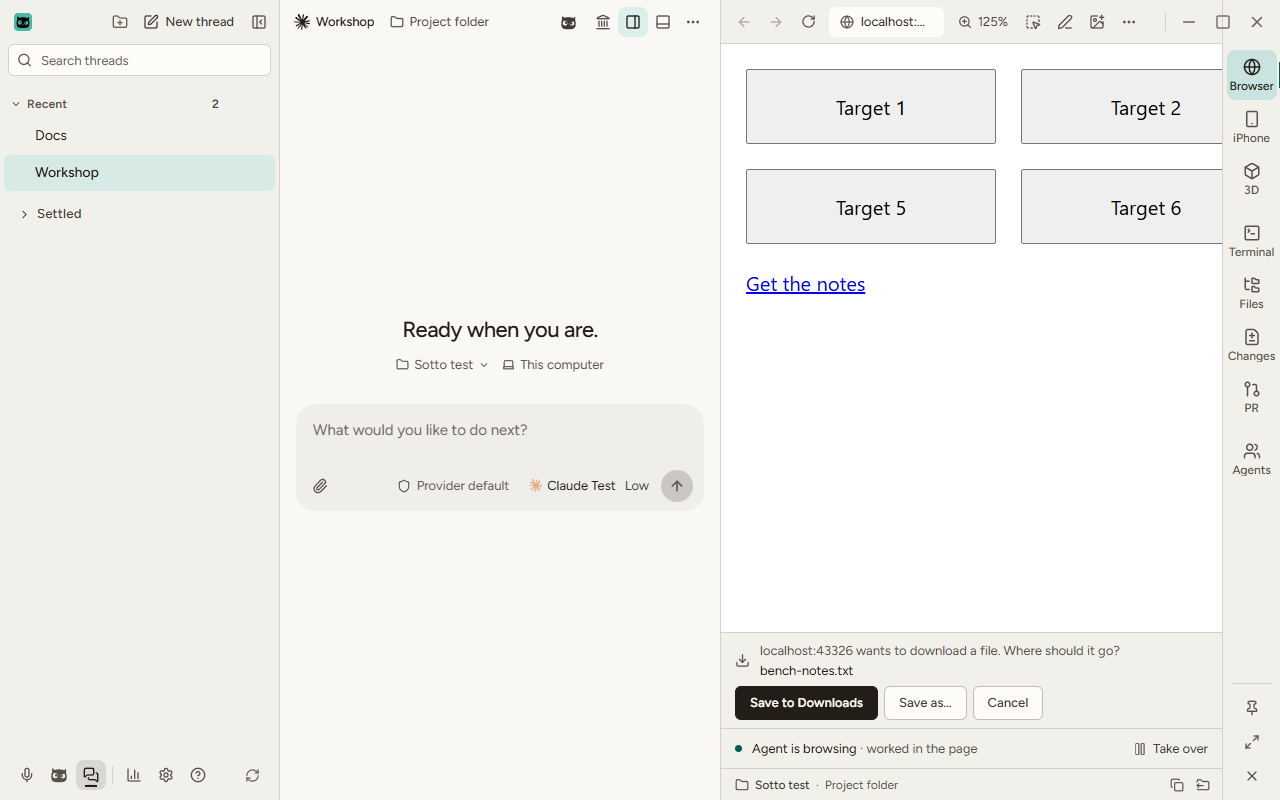 New thread
Search threads
Recent 2
Docs
Workshop
Settled
Workshop Project folder
Ready when you are.
Sotto test This computer
What would you like to do next?
Provider default Claude Test Low
localhost:... 125%
Target 1 Target 2
Target 5 Target 6
Get the notes
localhost:43326 wants to download a file. Where should it go?
bench-notes.txt
Save to Downloads Save as... Cancel
Agent is browsing · worked in the page Take over
Sotto test · Project folder
Browser
iPhone
3D
Terminal
Files
Changes
PR
Agents